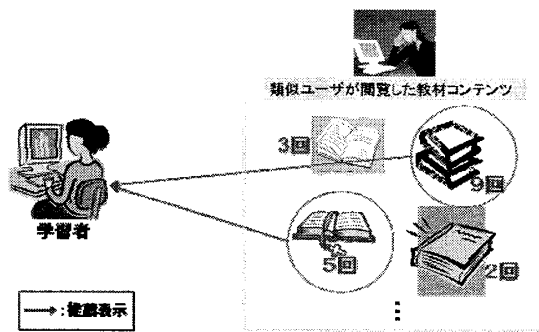 類似ユーザが閲覧した教材コンテンツ
3回
9回
学習者
5回
2回
：推薦表示